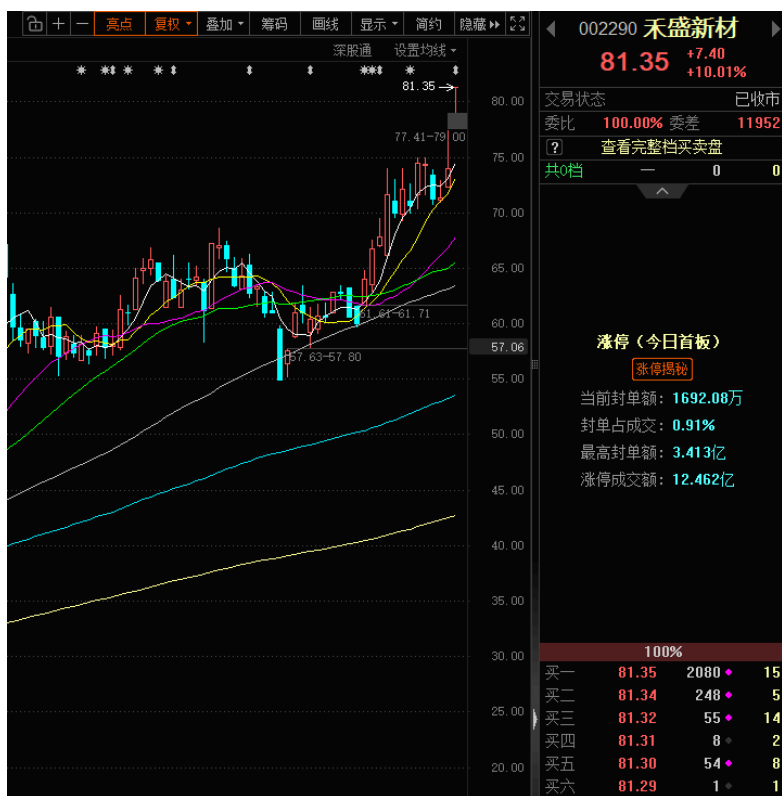 亮点 复权 叠加 筹码 画线 显示 简约 隐藏
深股通 设置均线
81.35
80.00
77.41-79.00
75.00
70.00
65.00
61.61-61.71
60.00
57.06
57.63-57.80
55.00
50.00
45.00
40.00
35.00
30.00
25.00
20.00
002290 禾盛新材
81.35 +7.40
+10.01%
交易状态 已收市
委比 100.00% 委差 11952
? 查看完整档买卖盘
共0档 — 0 0
涨停（今日首板）
涨停揭秘
当前封单额：1692.08万
封单占成交：0.91%
最高封单额：3.413亿
涨停成交额：12.462亿
100%
买一 81.35 2080 15
买二 81.34 248 5
买三 81.32 55 14
买四 81.31 8 2
买五 81.30 54 8
买六 81.29 1 1